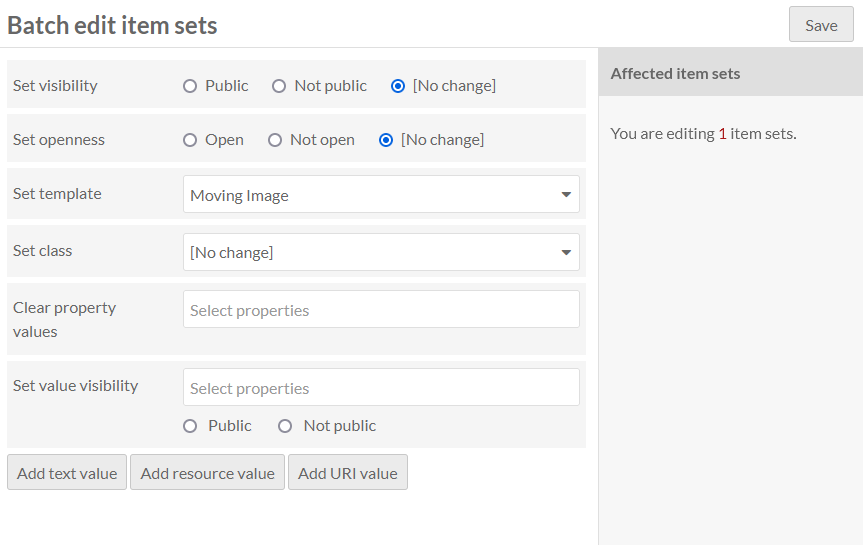 Batch edit item sets
Save
Set visibility
Public
Not public
[No change]
Set openness
Open
Not open
[No change]
Set template
Moving Image
Set class
[No change]
Clear property
values
Select properties
Set value visibility
Select properties
Public
Not public
Add text value
Add resource value
Add URI value
Affected item sets
You are editing 1 item sets.